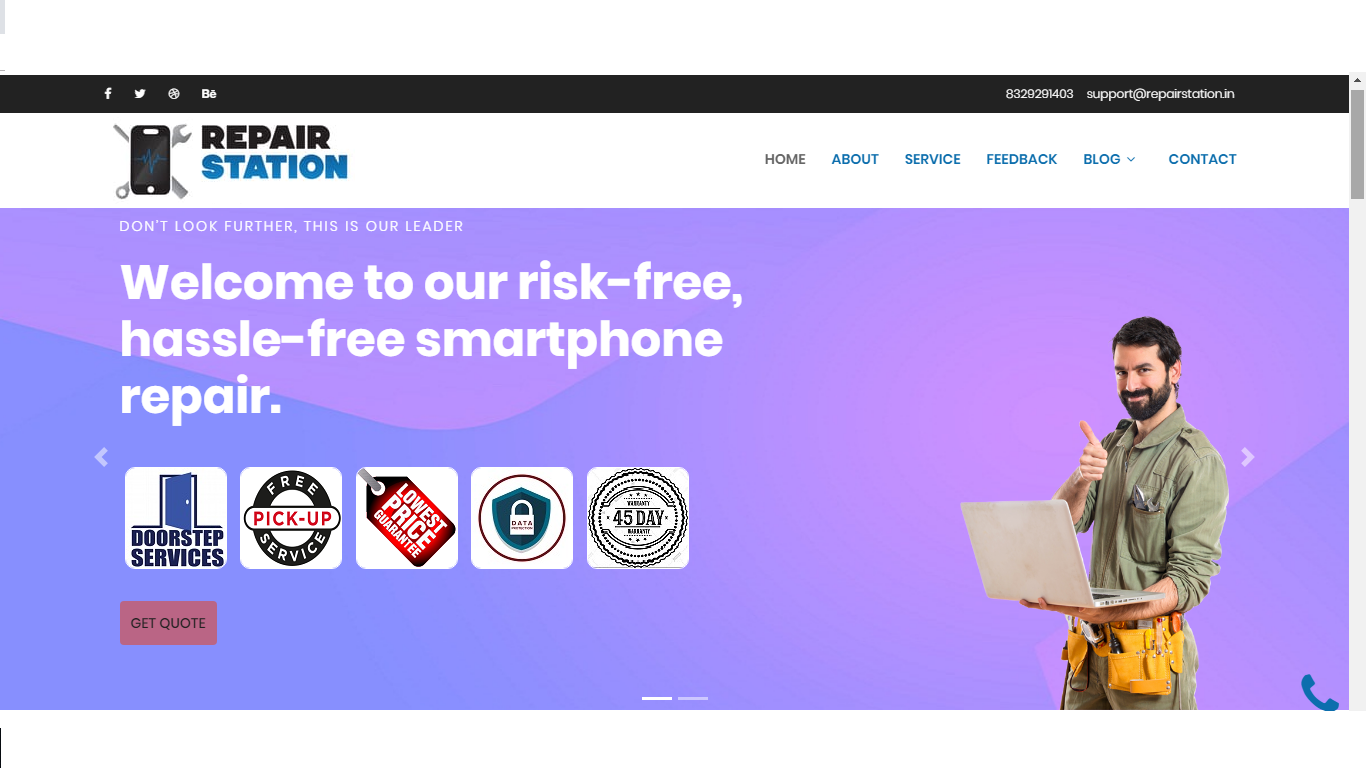 8329291403 support@repairstation.in
REPAIR
STATION
HOME ABOUT SERVICE FEEDBACK BLOG CONTACT
DON'T LOOK FURTHER, THIS IS OUR LEADER
Welcome to our risk-free,
hassle-free smartphone
repair.
DOORSTEP
SERVICES
FREE
PICK-UP
SERVICE
LOWEST
PRICE
GUARANTEE
DATA
PROTECTION
WARRANTY
45 DAY
WARRANTY
GET QUOTE